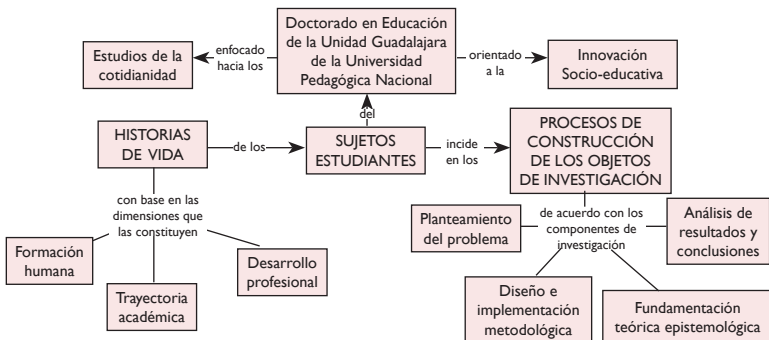 Doctorado en Educación
de la Unidad Guadalajara
de la Universidad
Pedagógica Nacional
enfocado
hacia los
Estudios de la
cotidianidad
orientado
a la
Innovación
Socio-educativa
del
HISTORIAS
DE VIDA
de los
SUJETOS
ESTUDIANTES
incide
en los
PROCESOS DE
CONSTRUCCIÓN
DE LOS OBJETOS
DE INVESTIGACIÓN
con base en las
dimensiones que
las constituyen
Formación
humana
Trayectoria
académica
Desarrollo
profesional
de acuerdo con los
componentes de
investigación
Planteamiento
del problema
Análisis de
resultados y
conclusiones
Diseño e
implementación
metodológica
Fundamentación
teórica epistemológica